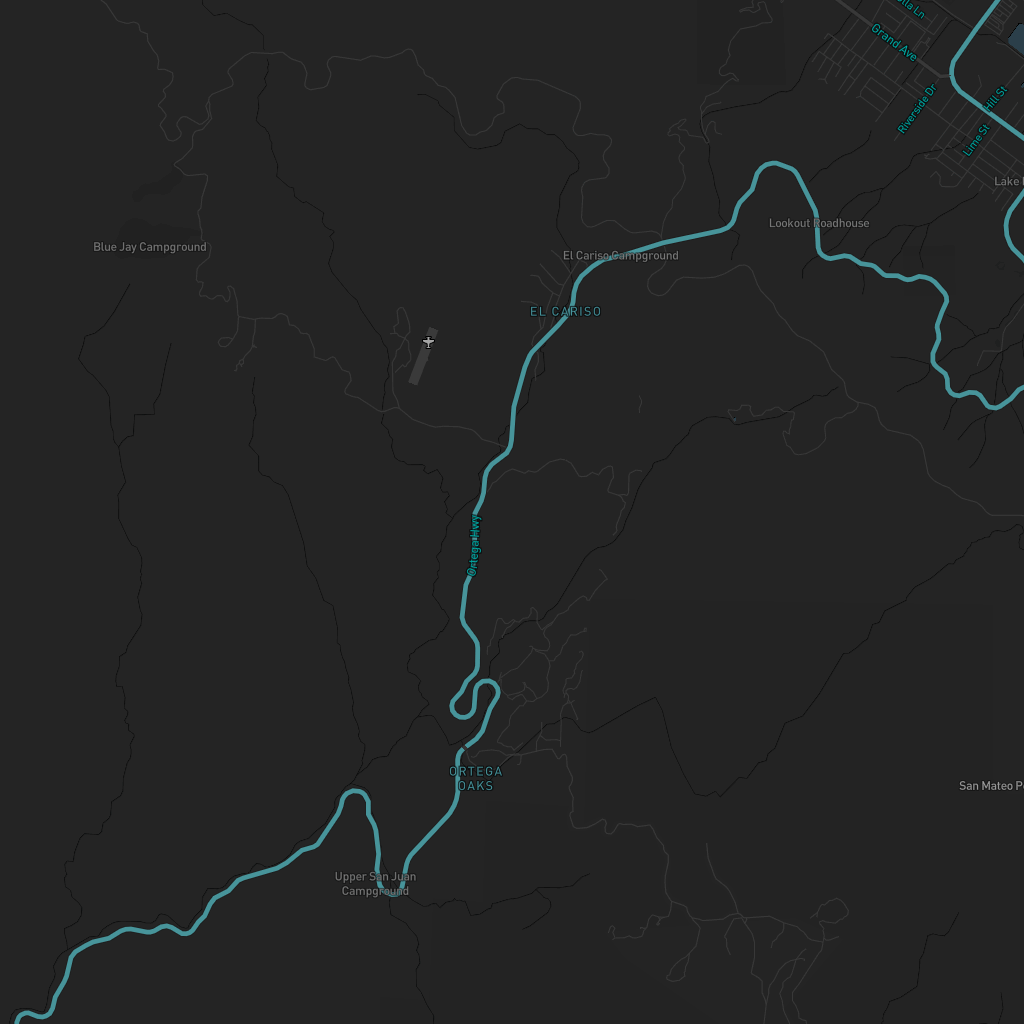 Grand Ave
Riverside Dr
Hill St
Lime St
Lookout Roadhouse
Blue Jay Campground
El Cariso Campground
EL CARISO
Ortega Hwy
ORTEGA
OAKS
San Mateo
Upper San Juan
Campground